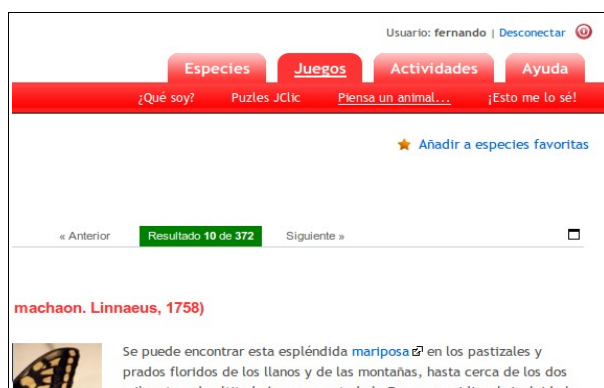 Usuario: fernando | Desconectar
Especies Juegos Actividades Ayuda
¿Qué soy? Puzles JClic Piensa un animal... ¡Esto me lo sé!
Añadir a especies favoritas
« Anterior Resultado 10 de 372 Siguiente »
machaon. Linnaeus, 1758)
Se puede encontrar esta espléndida mariposa en los pastizales y
prados floridos de los llanos y de las montañas, hasta cerca de los dos